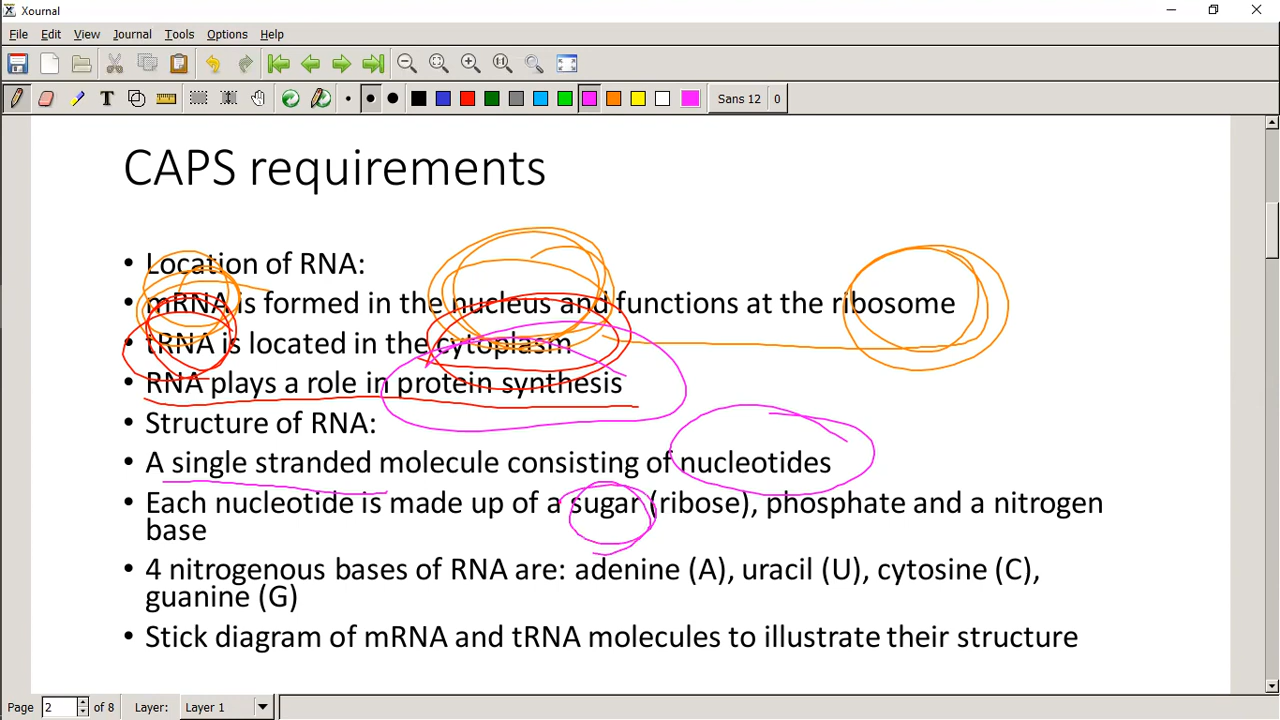 Xournal
File Edit View Journal Tools Options Help
T Sans 12 0
CAPS requirements
• Location of RNA:
• mRNA is formed in the nucleus and functions at the ribosome
• tRNA is located in the cytoplasm
• RNA plays a role in protein synthesis
• Structure of RNA:
• A single stranded molecule consisting of nucleotides
• Each nucleotide is made up of a sugar (ribose), phosphate and a nitrogen
base
• 4 nitrogenous bases of RNA are: adenine (A), uracil (U), cytosine (C),
guanine (G)
• Stick diagram of mRNA and tRNA molecules to illustrate their structure
Page 2 of 8 Layer: Layer 1